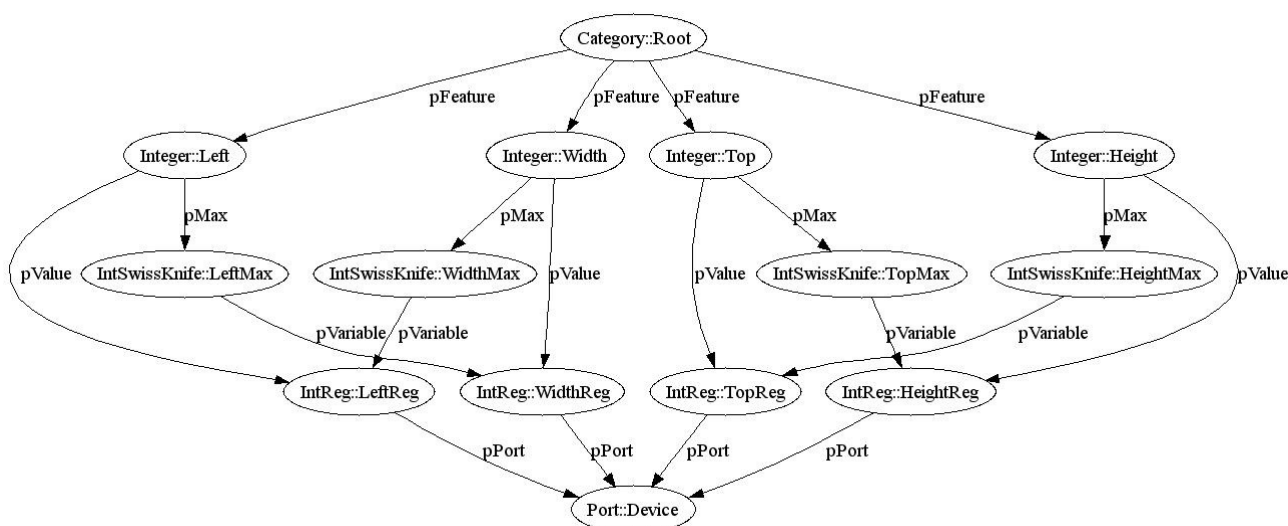 Category::Root
pFeature
pFeature
pFeature
pFeature
Integer::Left
Integer::Width
Integer::Top
Integer::Height
pMax
pMax
pMax
pMax
pValue
IntSwissKnife::LeftMax
IntSwissKnife::WidthMax
pValue
pValue
IntSwissKnife::TopMax
IntSwissKnife::HeightMax
pValue
pVariable
pVariable
pVariable
pVariable
IntReg::LeftReg
IntReg::WidthReg
IntReg::TopReg
IntReg::HeightReg
pPort
pPort
pPort
pPort
Port::Device